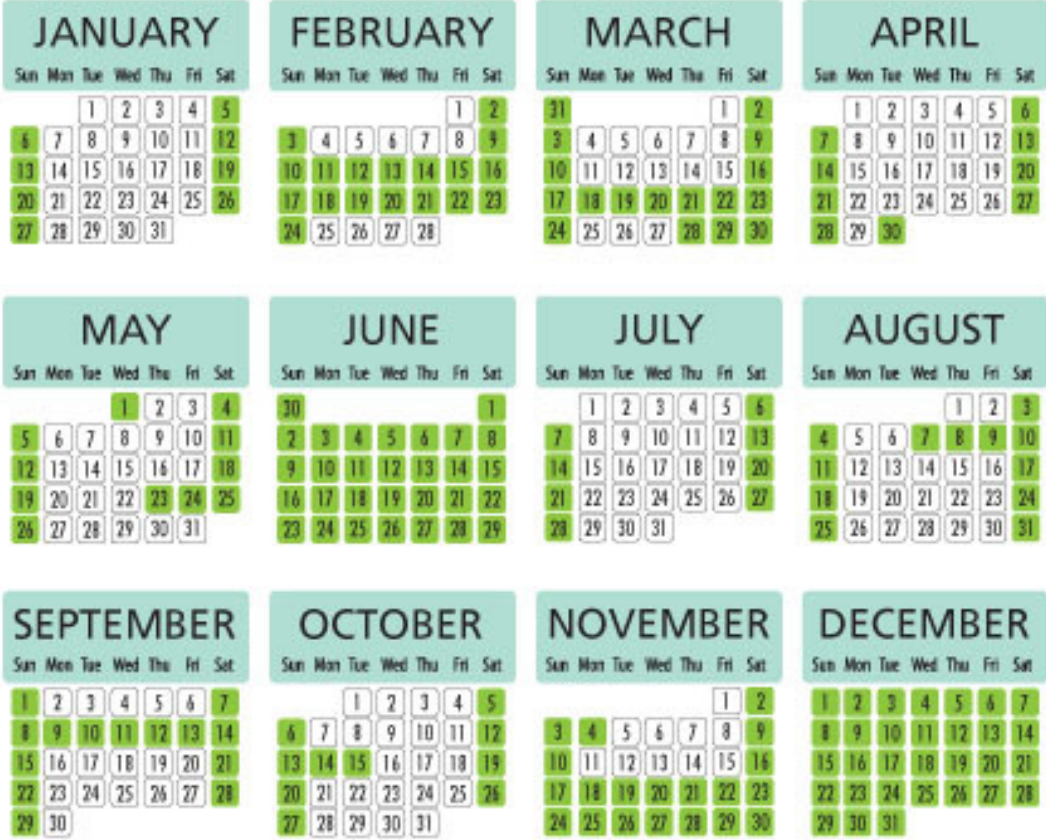 JANUARY
Sun Mon Tue Wed Thu Fri Sat
1 2 3 4 5
6 7 8 9 10 11 12
13 14 15 16 17 18 19
20 21 22 23 24 25 26
27 28 29 30 31
FEBRUARY
Sun Mon Tue Wed Thu Fri Sat
1 2
3 4 5 6 7 8 9
10 11 12 13 14 15 16
17 18 19 20 21 22 23
24 25 26 27 28
MARCH
Sun Mon Tue Wed Thu Fri Sat
31 1 2
3 4 5 6 7 8 9
10 11 12 13 14 15 16
17 18 19 20 21 22 23
24 25 26 27 28 29 30
APRIL
Sun Mon Tue Wed Thu Fri Sat
1 2 3 4 5 6
7 8 9 10 11 12 13
14 15 16 17 18 19 20
21 22 23 24 25 26 27
28 29 30
MAY
Sun Mon Tue Wed Thu Fri Sat
1 2 3 4
5 6 7 8 9 10 11
12 13 14 15 16 17 18
19 20 21 22 23 24 25
26 27 28 29 30 31
JUNE
Sun Mon Tue Wed Thu Fri Sat
30 1
2 3 4 5 6 7 8
9 10 11 12 13 14 15
16 17 18 19 20 21 22
23 24 25 26 27 28 29
JULY
Sun Mon Tue Wed Thu Fri Sat
1 2 3 4 5 6
7 8 9 10 11 12 13
14 15 16 17 18 19 20
21 22 23 24 25 26 27
28 29 30 31
AUGUST
Sun Mon Tue Wed Thu Fri Sat
1 2 3
4 5 6 7 8 9 10
11 12 13 14 15 16 17
18 19 20 21 22 23 24
25 26 27 28 29 30 31
SEPTEMBER
Sun Mon Tue Wed Thu Fri Sat
1 2 3 4 5 6 7
8 9 10 11 12 13 14
15 16 17 18 19 20 21
22 23 24 25 26 27 28
29 30
OCTOBER
Sun Mon Tue Wed Thu Fri Sat
1 2 3 4 5
6 7 8 9 10 11 12
13 14 15 16 17 18 19
20 21 22 23 24 25 26
27 28 29 30 31
NOVEMBER
Sun Mon Tue Wed Thu Fri Sat
1 2
3 4 5 6 7 8 9
10 11 12 13 14 15 16
17 18 19 20 21 22 23
24 25 26 27 28 29 30
DECEMBER
Sun Mon Tue Wed Thu Fri Sat
1 2 3 4 5 6 7
8 9 10 11 12 13 14
15 16 17 18 19 20 21
22 23 24 25 26 27 28
29 30 31